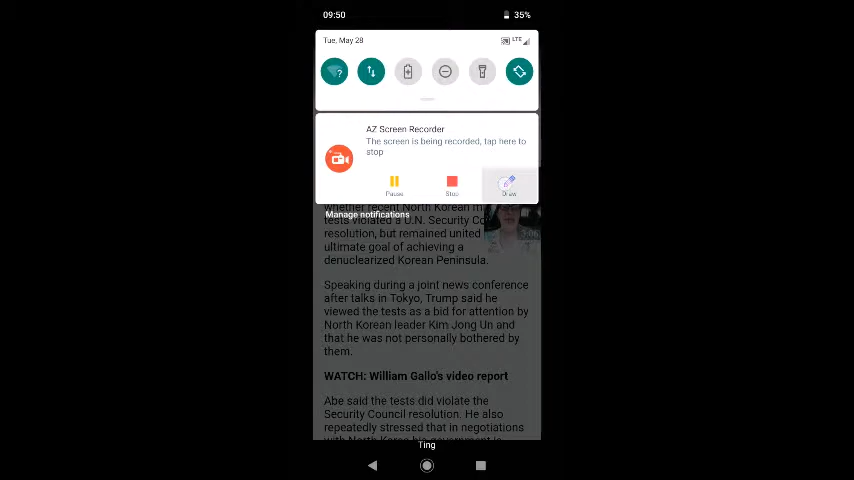 09:50
35%
Tue, May 28
LTE
AZ Screen Recorder
The screen is being recorded, tap here to
stop
Pause
Stop
Draw
whether recent North Korean
Manage notifications
tests violated a U.N. Security
3:06
resolution, but remained united
ultimate goal of achieving a
denuclearized Korean Peninsula.
Speaking during a joint news conference
after talks in Tokyo, Trump said he
viewed the tests as a bid for attention by
North Korean leader Kim Jong Un and
that he was not personally bothered by
them.
WATCH: William Gallo's video report
Abe said the tests did violate the
Security Council resolution. He also
repeatedly stressed that in negotiations
Ting